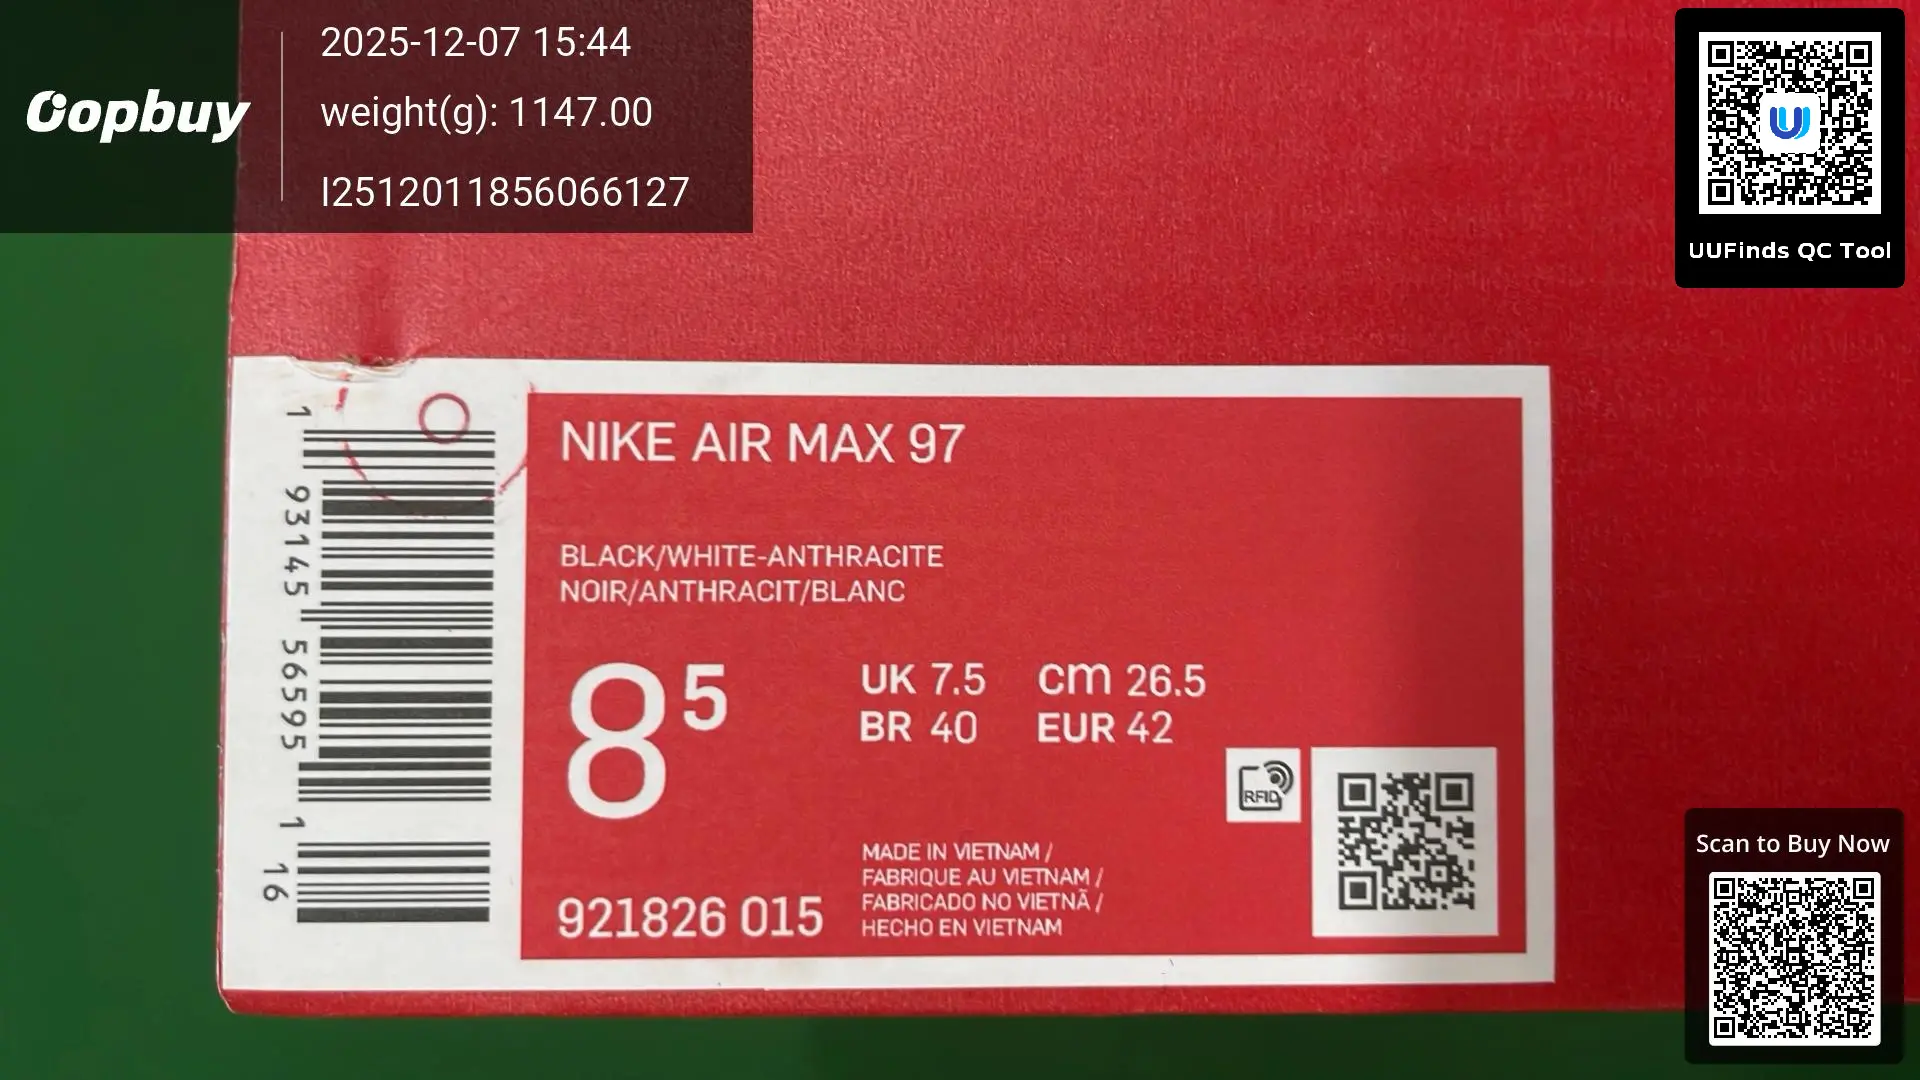 Oopbuy
2025-12-07 15:44
weight(g): 1147.00
I2512011856066127
UUFinds QC Tool
NIKE AIR MAX 97
BLACK/WHITE-ANTHRACITE
NOIR/ANTHRACIT/BLANC
8 5
UK 7.5 cm 26.5
BR 40 EUR 42
RFID
921826 015
MADE IN VIETNAM /
FABRIQUE AU VIETNAM /
FABRICADO NO VIETNÃ /
HECHO EN VIETNAM
1 93145 56595 1 16
Scan to Buy Now